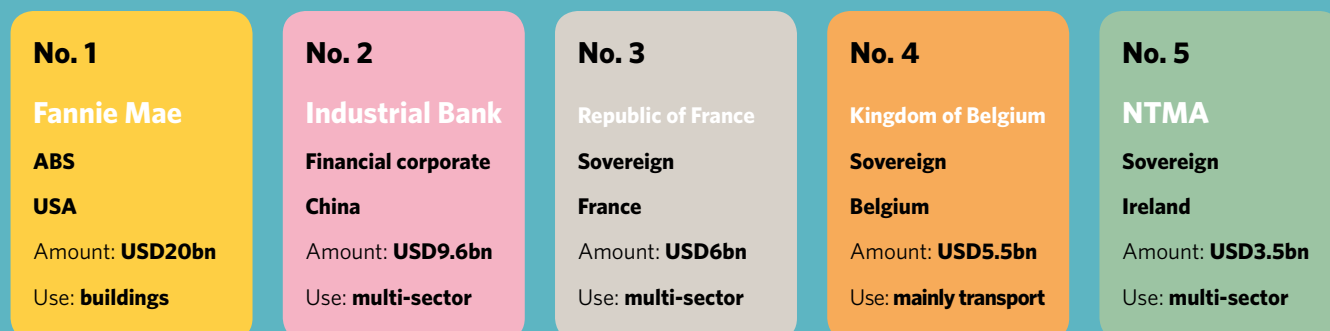 No. 1
Fannie Mae
ABS
USA
Amount: USD20bn
Use: buildings
No. 2
Industrial Bank
Financial corporate
China
Amount: USD9.6bn
Use: multi-sector
No. 3
Republic of France
Sovereign
France
Amount: USD6bn
Use: multi-sector
No. 4
Kingdom of Belgium
Sovereign
Belgium
Amount: USD5.5bn
Use: mainly transport
No. 5
NTMA
Sovereign
Ireland
Amount: USD3.5bn
Use: multi-sector